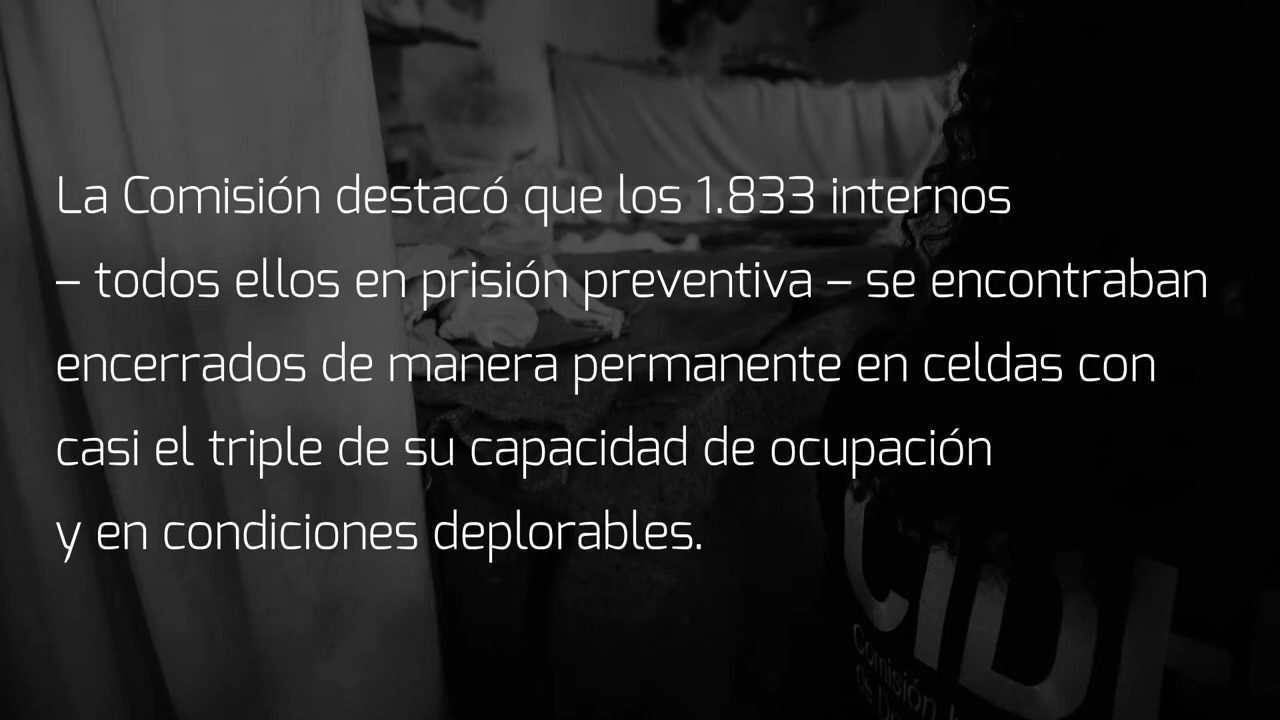 La Comisión destacó que los 1.833 internos
– todos ellos en prisión preventiva – se encontraban
encerrados de manera permanente en celdas con
casi el triple de su capacidad de ocupación
y en condiciones deplorables.
CIDH
Comisión